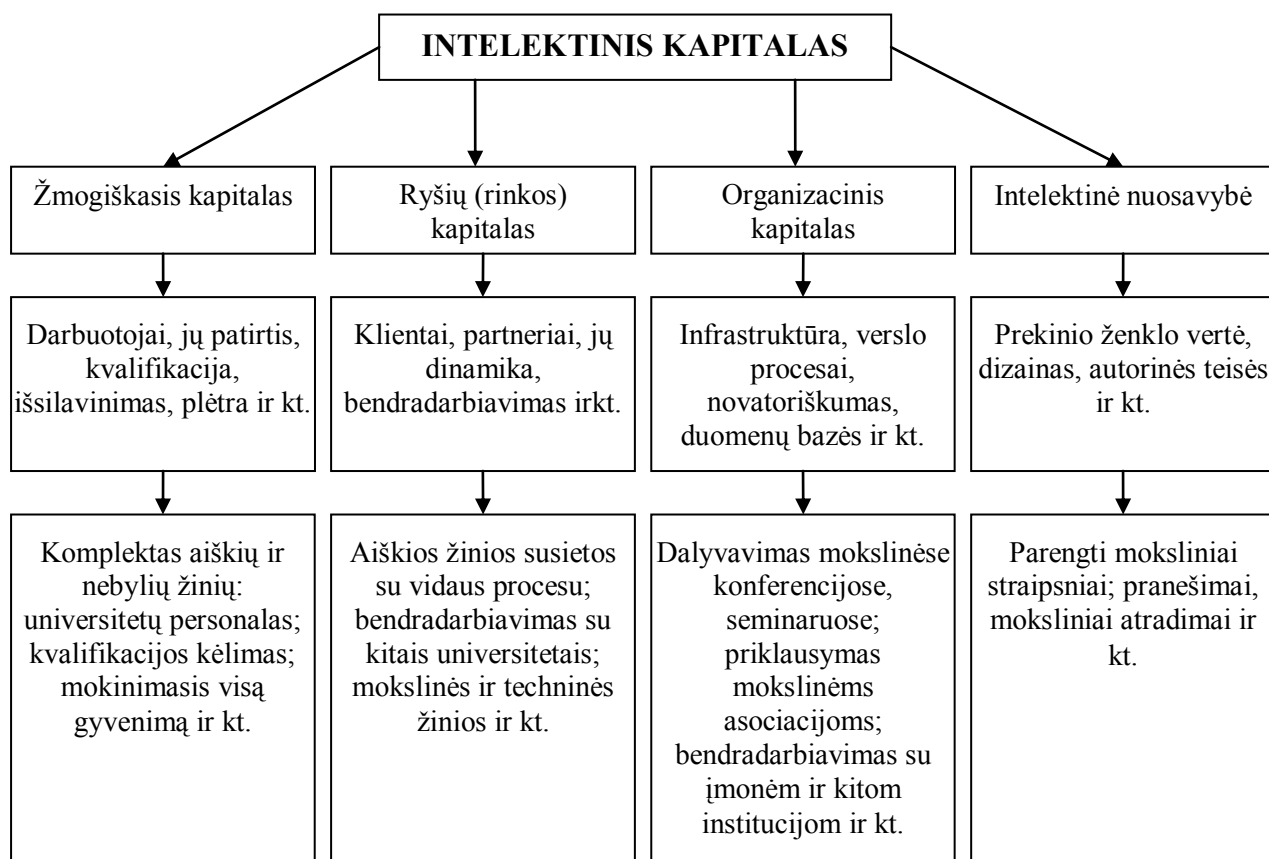 INTELEKTINIS KAPITALAS
Žmogiškasis kapitalas
Ryšių (rinkos)
kapitalas
Organizacinis
kapitalas
Intelektinė nuosavybė
Darbuotojai, jų patirtis,
kvalifikacija,
išsilavinimas, plėtra ir kt.
Klientai, partneriai, jų
dinamika,
bendradarbiavimas irkt.
Infrastruktūra, verslo
procesai,
novatoriškumas,
duomenų bazės ir kt.
Prekinio ženklo vertė,
dizainas, autorinės teisės
ir kt.
Komplektas aiškių ir
nebylių žinių:
universitetų personalas;
kvalifikacijos kėlimas;
mokinimasis visą
gyvenimą ir kt.
Aiškios žinios susietos
su vidaus procesu;
bendradarbiavimas su
kitais universitetais;
mokslinės ir techninės
žinios ir kt.
Dalyvavimas mokslinėse
konferencijose,
seminaruose;
priklausymas
mokslinėms
asociacijoms;
bendradarbiavimas su
įmonėm ir kitom
institucijom ir kt.
Parengti moksliniai
straipsniai; pranešimai,
moksliniai atradimai ir
kt.